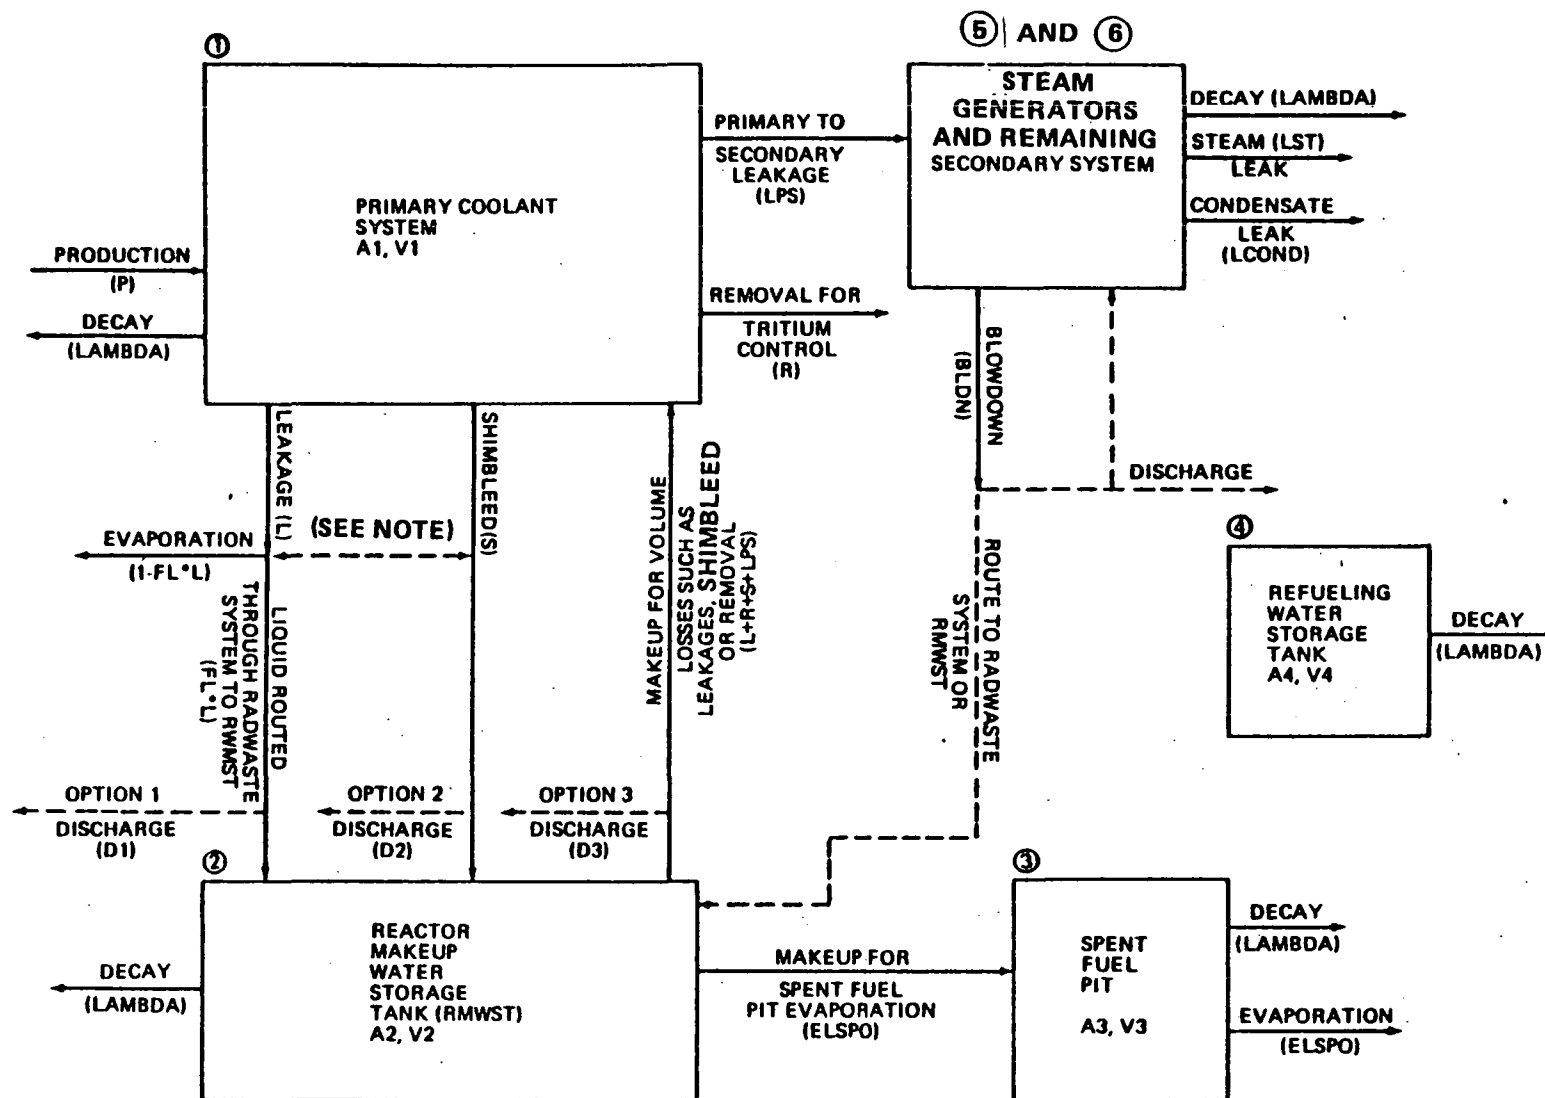 ①
⑤ AND ⑥
PRIMARY COOLANT
SYSTEM
A1, V1
PRODUCTION
(P)
DECAY
(LAMBDA)
PRIMARY TO
SECONDARY
LEAKAGE
(LPS)
REMOVAL FOR
TRITIUM
CONTROL
(R)
STEAM
GENERATORS
AND REMAINING
SECONDARY SYSTEM
DECAY (LAMBDA)
STEAM (LST)
LEAK
CONDENSATE
LEAK
(LCOND)
BLOWDOWN
(BLDN)
DISCHARGE
ROUTE TO RADWASTE
SYSTEM OR
RMWST
LEAKAGE (L)
SHIMBLEED(S)
(SEE NOTE)
EVAPORATION
(1-FL*L)
LIQUID ROUTED
THROUGH RADWASTE
SYSTEM TO RWMST
(FL*L)
MAKEUP FOR VOLUME
LOSSES SUCH AS
LEAKAGES, SHIMBLEED
OR REMOVAL
(L+R+S+LPS)
OPTION 1
DISCHARGE
(D1)
OPTION 2
DISCHARGE
(D2)
OPTION 3
DISCHARGE
(D3)
④
REFUELING
WATER
STORAGE
TANK
A4, V4
DECAY
(LAMBDA)
②
REACTOR
MAKEUP
WATER
STORAGE
TANK (RMWST)
A2, V2
DECAY
(LAMBDA)
MAKEUP FOR
SPENT FUEL
PIT EVAPORATION
(ELSPO)
③
SPENT
FUEL
PIT
A3, V3
DECAY
(LAMBDA)
EVAPORATION
(ELSPO)